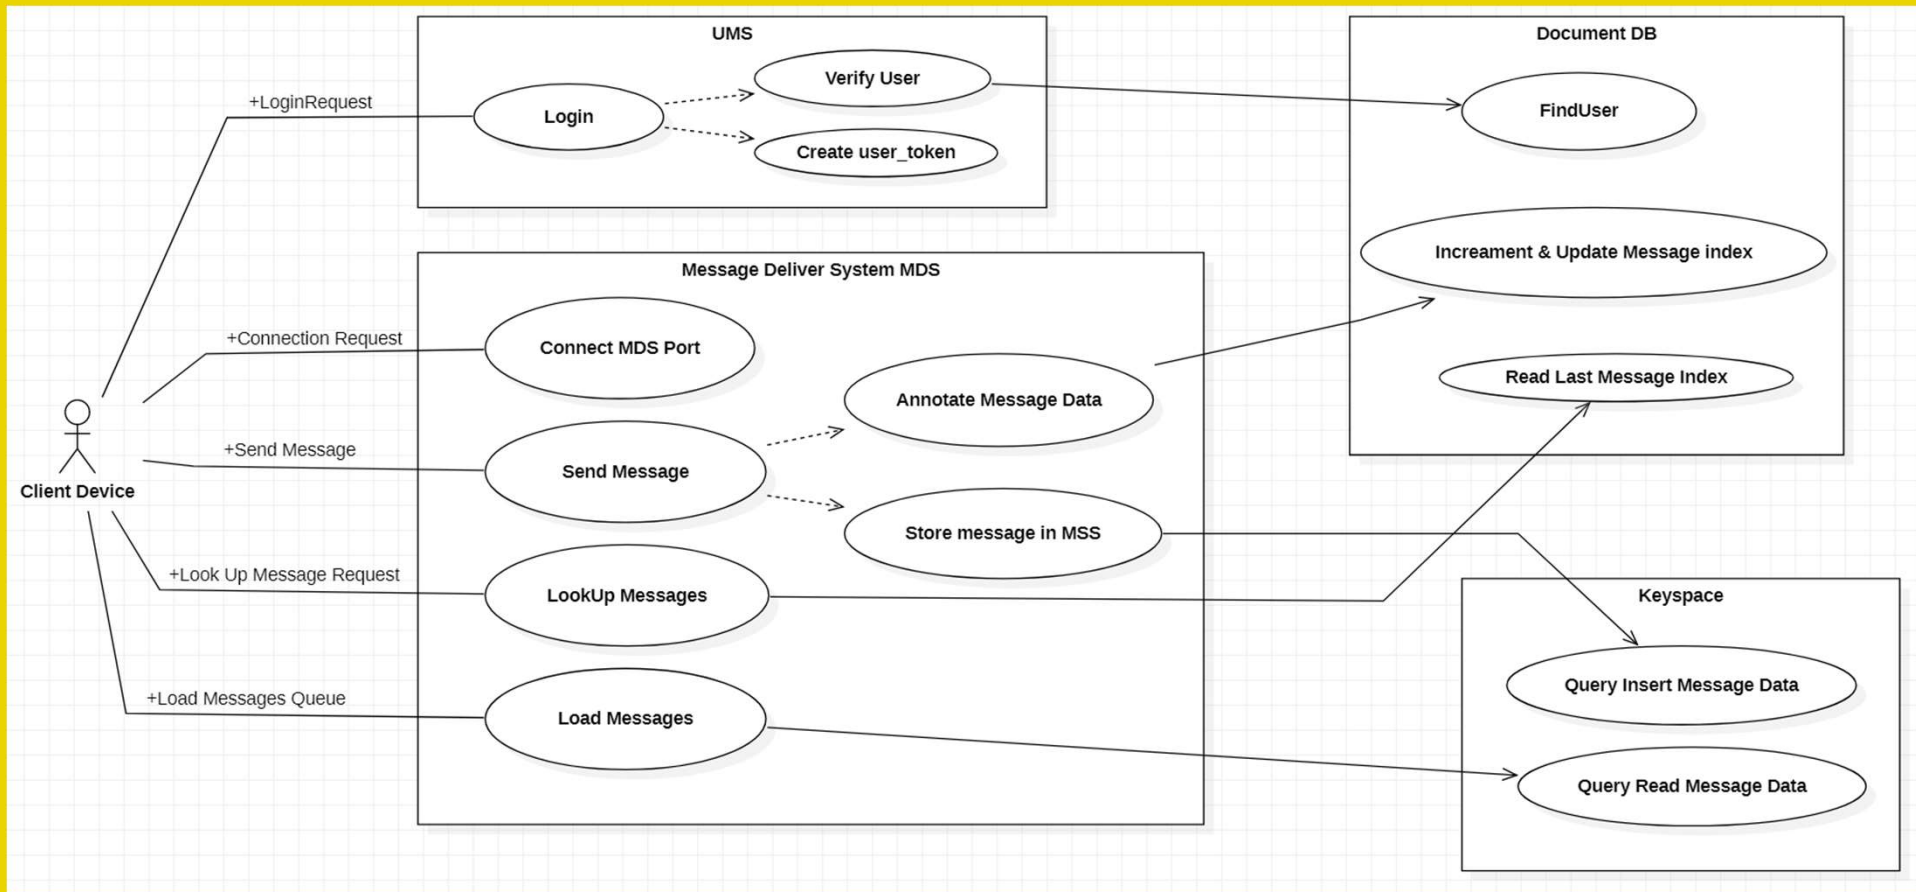 UMS
Document DB
Verify User
+LoginRequest
Login
FindUser
Create user_token
Increament & Update Message index
Message Deliver System MDS
+Connection Request
Connect MDS Port
Read Last Message Index
Annotate Message Data
+Send Message
Send Message
Client Device
Store message in MSS
+Look Up Message Request
LookUp Messages
Keyspace
Query Insert Message Data
+Load Messages Queue
Load Messages
Query Read Message Data